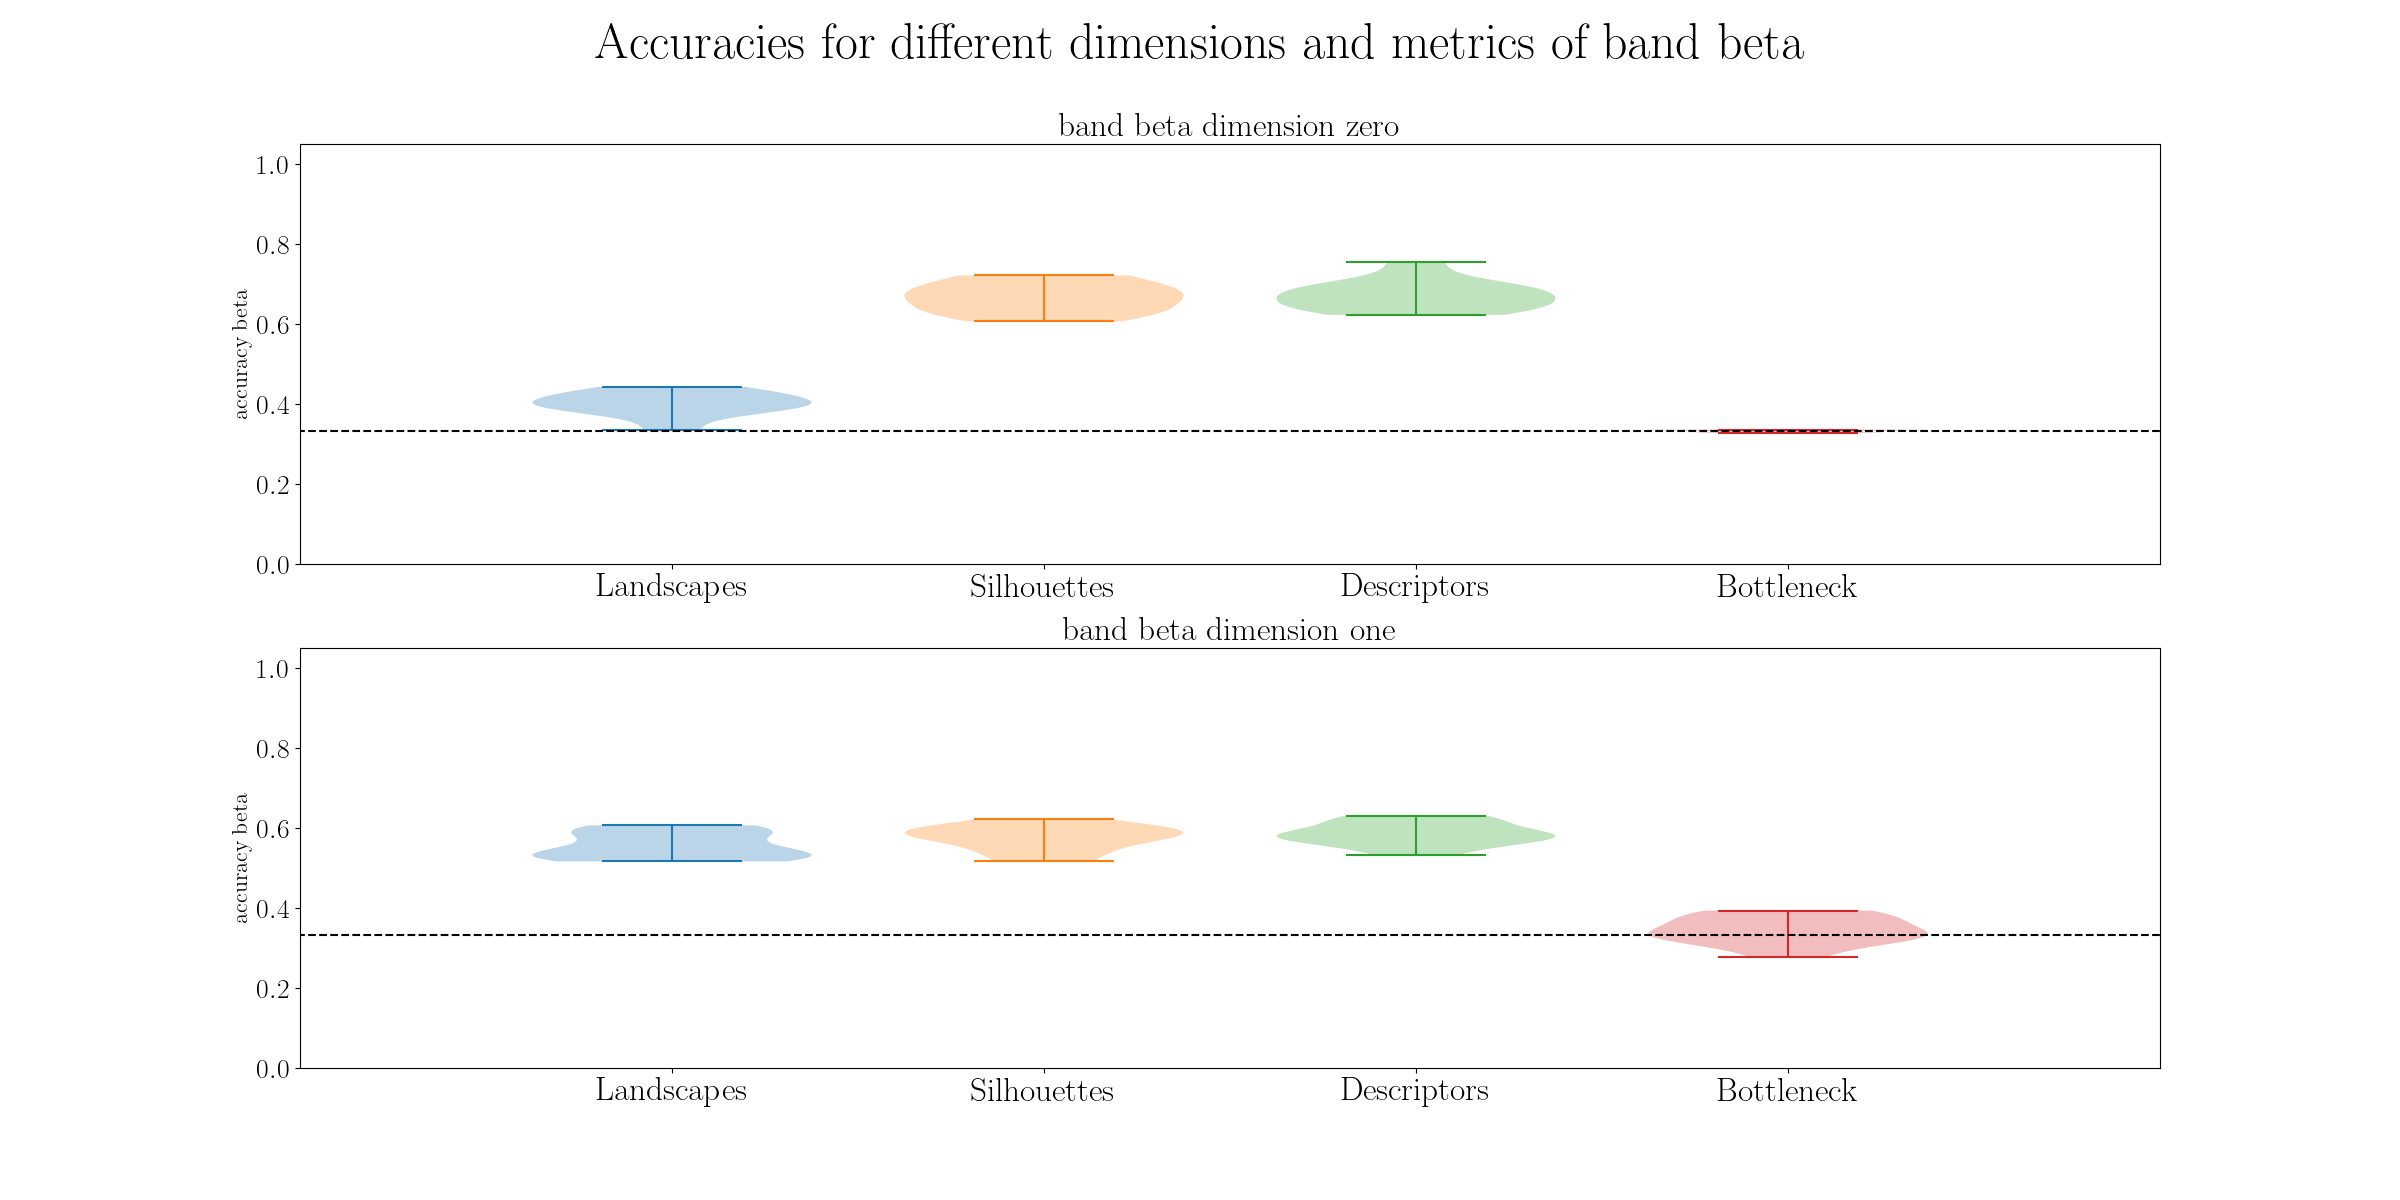 Accuracies for different dimensions and metrics of band beta
band beta dimension zero
1.0
0.8
0.6
0.4
0.2
0.0
accuracy beta
Landscapes Silhouettes Descriptors Bottleneck
band beta dimension one
1.0
0.8
0.6
0.4
0.2
0.0
accuracy beta
Landscapes Silhouettes Descriptors Bottleneck